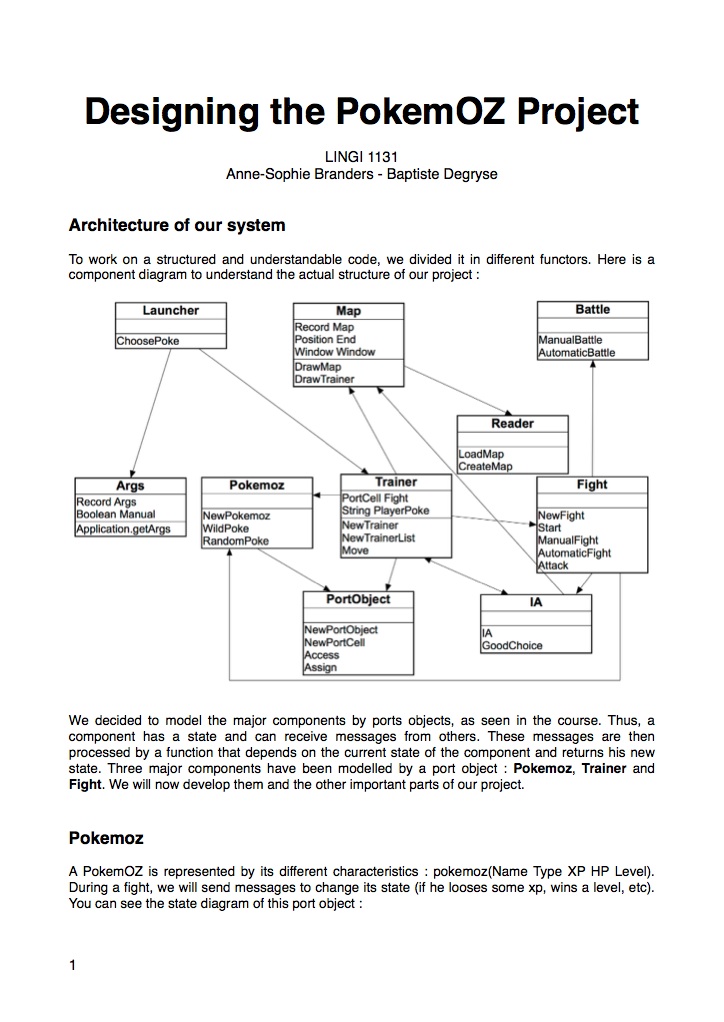 Designing the PokemOZ Project
LINGI 1131
Anne-Sophie Branders - Baptiste Degryse
Architecture of our system
To work on a structured and understandable code, we divided it in different functors. Here is a
component diagram to understand the actual structure of our project :
Launcher
ChoosePoke
Map
Record Map
Position End
Window Window
DrawMap
DrawTrainer
Battle
ManualBattle
AutomaticBattle
Reader
LoadMap
CreateMap
Args
Record Args
Boolean Manual
Application.getArgs
Pokemoz
NewPokemoz
WildPoke
RandomPoke
Trainer
PortCell Fight
String PlayerPoke
NewTrainer
NewTrainerList
Move
Fight
NewFight
Start
ManualFight
AutomaticFight
Attack
PortObject
NewPortObject
NewPortCell
Access
Assign
IA
IA
GoodChoice
We decided to model the major components by ports objects, as seen in the course. Thus, a
component has a state and can receive messages from others. These messages are then
processed by a function that depends on the current state of the component and returns his new
state. Three major components have been modelled by a port object : Pokemoz, Trainer and
Fight. We will now develop them and the other important parts of our project.
Pokemoz
A PokemOZ is represented by its different characteristics : pokemoz(Name Type XP HP Level).
During a fight, we will send messages to change its state (if he looses some xp, wins a level, etc).
You can see the state diagram of this port object :
1